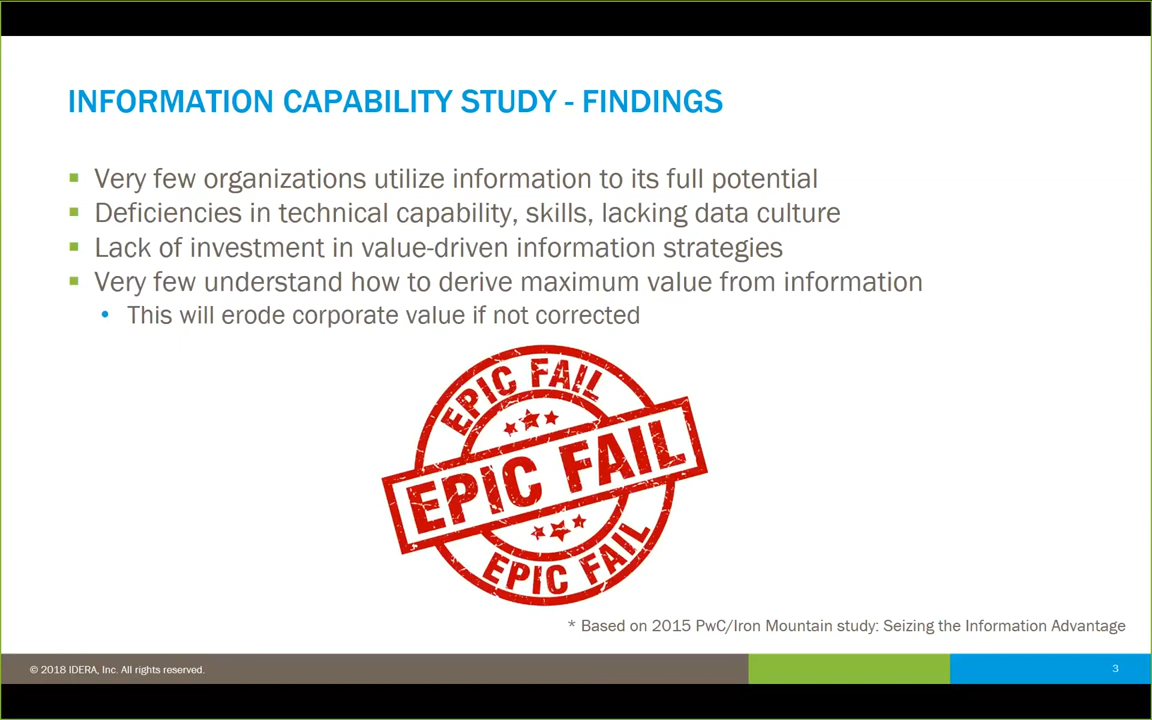 INFORMATION CAPABILITY STUDY - FINDINGS
Very few organizations utilize information to its full potential
Deficiencies in technical capability, skills, lacking data culture
Lack of investment in value-driven information strategies
Very few understand how to derive maximum value from information
This will erode corporate value if not corrected
EPIC FAIL
EPIC FAIL
EPIC FAIL
* Based on 2015 PwC/Iron Mountain study: Seizing the Information Advantage
© 2018 IDERA, Inc. All rights reserved.
3